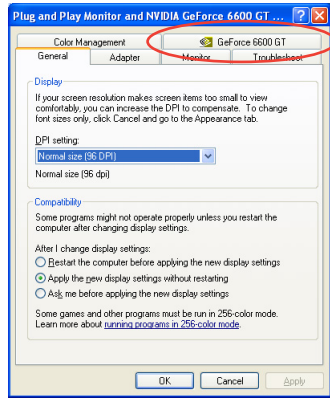 Plug and Play Monitor and NVIDIA GeForce 6600 GT ...
Color Management
GeForce 6600 GT
General
Adapter
Monitor
Troubleshoot
Display
If your screen resolution makes screen items too small to view
comfortably, you can increase the DPI to compensate. To change
font sizes only, click Cancel and go to the Appearance tab.
DPI setting:
Normal size (96 DPI)
Normal size (96 dpi)
Compatibility
Some programs might not operate properly unless you restart the
computer after changing display settings.
After I change display settings:
Restart the computer before applying the new display settings
Apply the new display settings without restarting
Ask me before applying the new display settings
Some games and other programs must be run in 256-color mode.
Learn more about running programs in 256-color mode.
OK
Cancel
Apply